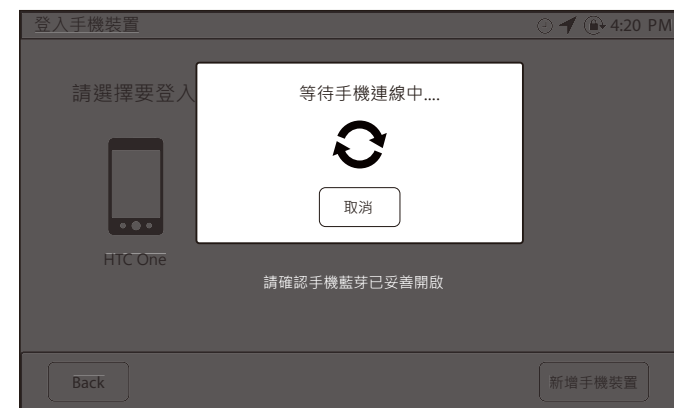 登入手機裝置
4:20 PM
請選擇要登入
等待手機連線中....
取消
HTC One
請確認手機藍芽已妥善開啟
Back
新增手機裝置